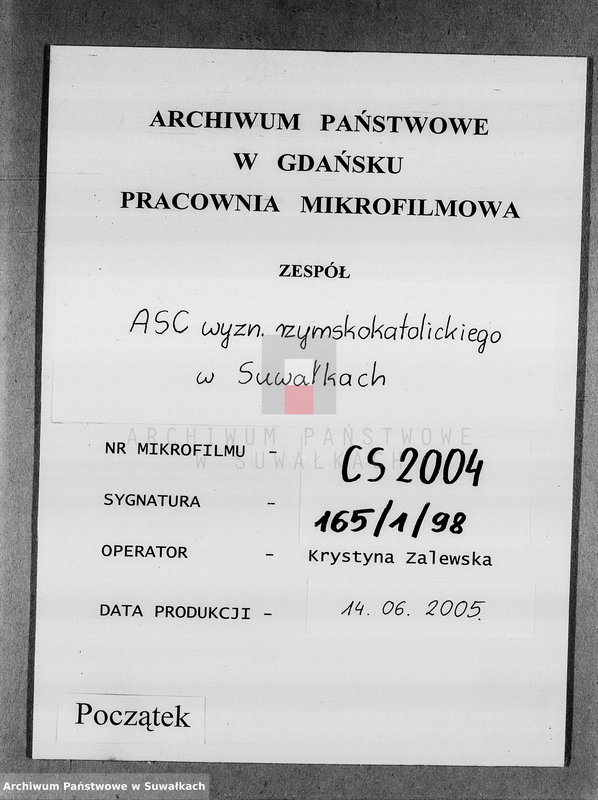 ARCHIWUM PAŃSTWOWE
W GDAŃSKU
PRACOWNIA MIKROFILMOWA
ZESPÓŁ
ASC wyzn. rzymskokatolickiego
w Suwałkach
ARCHIWUM PAŃSTWOWE
W SUWAŁKACH
NR MIKROFILMU - CS 2004
SYGNATURA - 165/1/98
OPERATOR - Krystyna Zalewska
DATA PRODUKCJI - 14. 06. 2005.
Początek
Archiwum Państwowe w Suwałkach